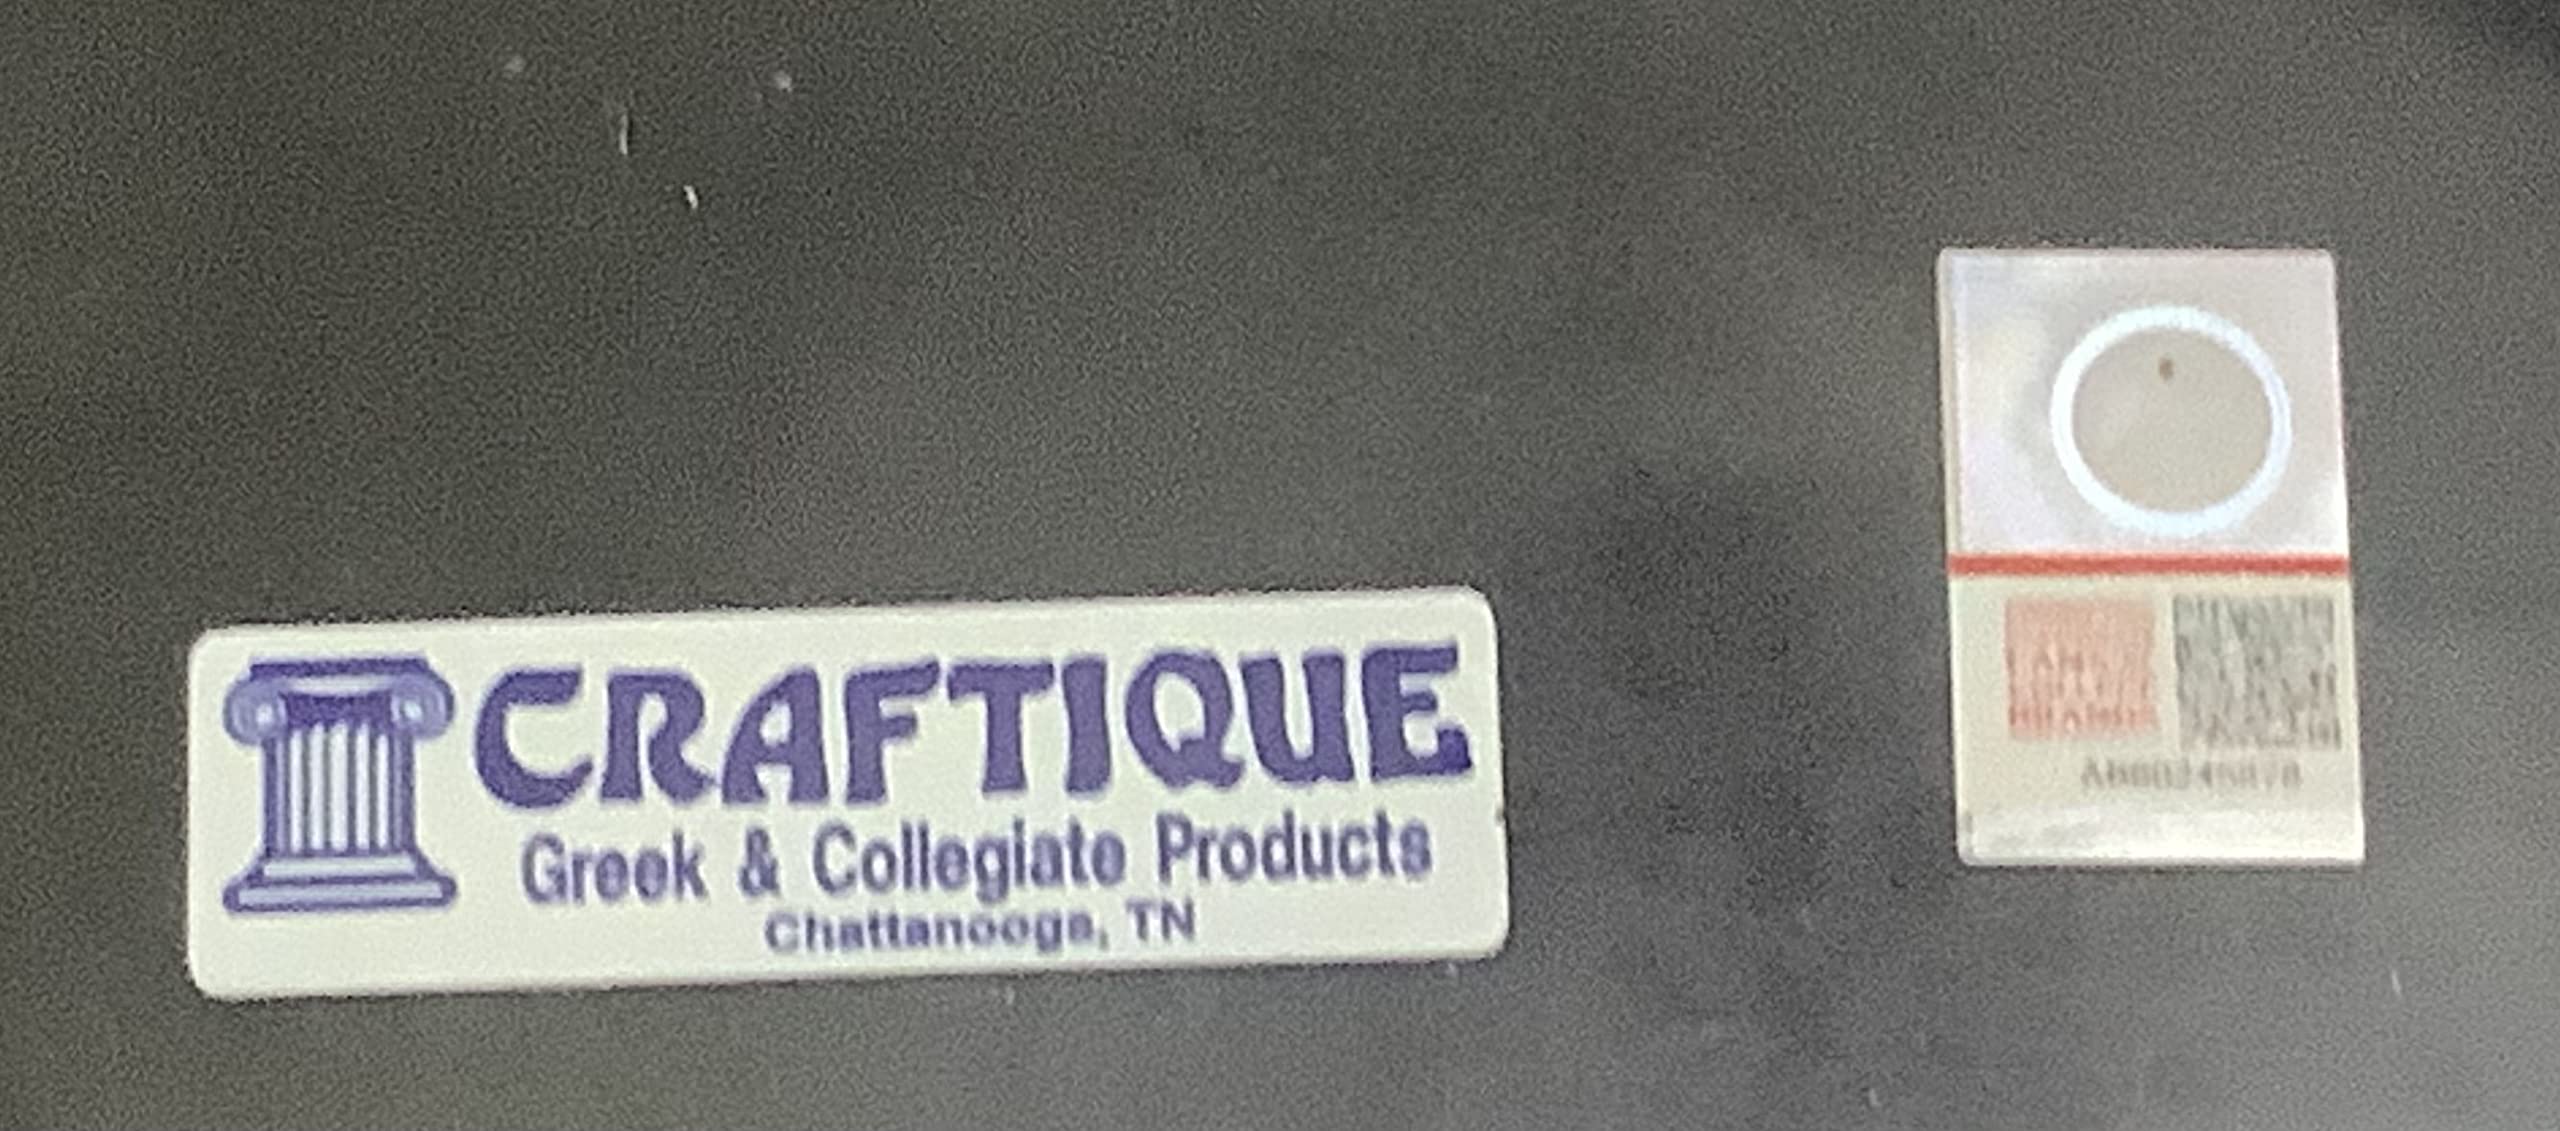 CRAFTIQUE
Greek & Collegiate Products
Chattanooga, TN